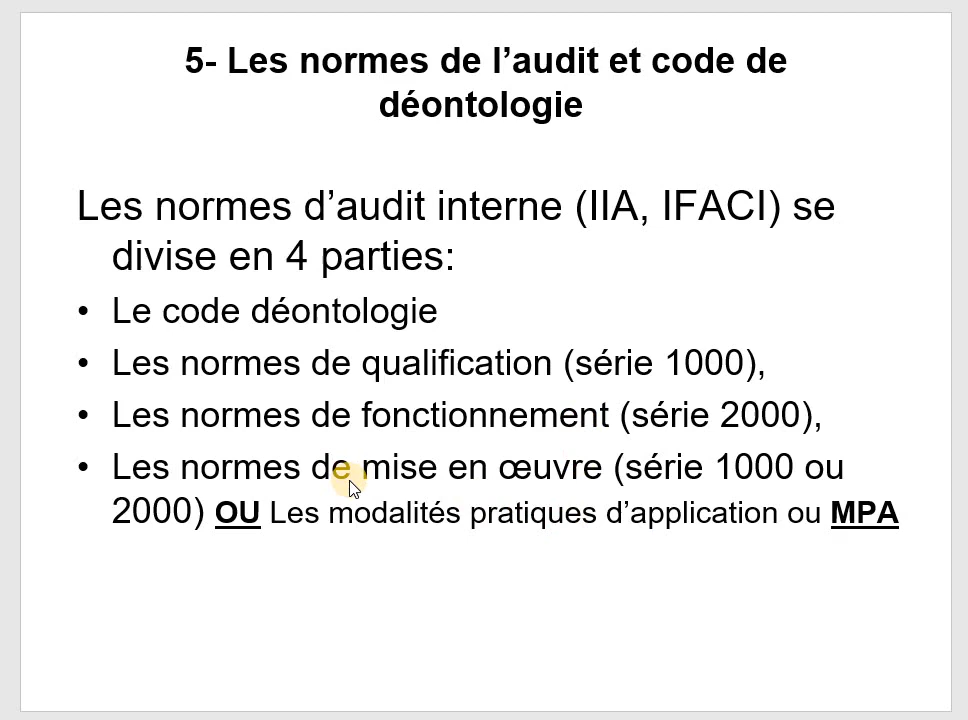 5- Les normes de l’audit et code de
déontologie
Les normes d’audit interne (IIA, IFACI) se
divise en 4 parties:
• Le code déontologie
• Les normes de qualification (série 1000),
• Les normes de fonctionnement (série 2000),
• Les normes de mise en œuvre (série 1000 ou
2000) OU Les modalités pratiques d’application ou MPA